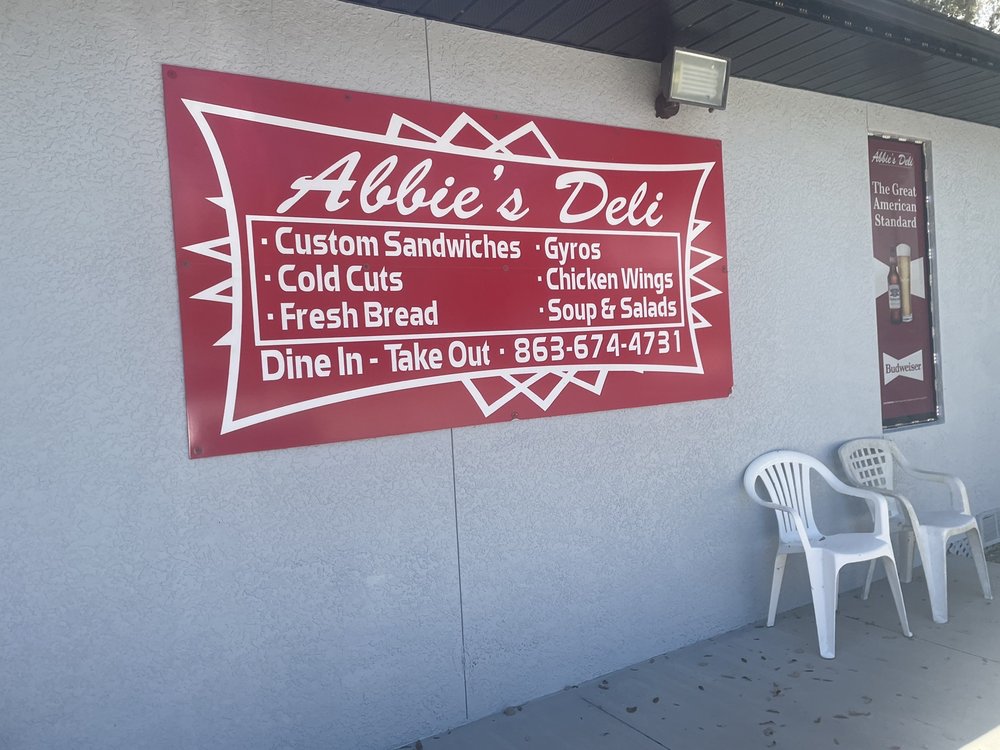 Abbie's Deli
· Custom Sandwiches · Gyros
· Cold Cuts · Chicken Wings
· Fresh Bread · Soup & Salads
Dine In - Take Out · 863-674-4731
Abbie's Deli
The Great
American
Standard
Budweiser